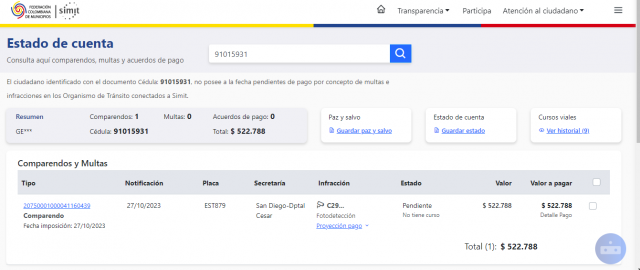 FEDERACIÓN
COLOMBIANA
DE MUNICIPIOS
simit
Transparencia
Participa
Atención al ciudadano
Estado de cuenta
Consulta aquí comparendos, multas y acuerdos de pago
91015931
El ciudadano identificado con el documento Cédula: 91015931, no posee a la fecha pendientes de pago por concepto de multas e
infracciones en los Organismo de Tránsito conectados a Simit.
Resumen
Comparendos: 1
Multas: 0
Acuerdos de pago: 0
GE***
Cédula: 91015931
Total: $ 522.788
Paz y salvo
Guardar paz y salvo
Estado de cuenta
Guardar estado
Cursos viales
Ver historial (9)
Comparendos y Multas
Tipo
Notificación
Placa
Secretaría
Infracción
Estado
Valor
Valor a pagar
20750001000041160439
Comparendo
Fecha imposición: 27/10/2023
27/10/2023
EST879
San Diego-Dptal
Cesar
C29...
Fotodetección
Proyección pago
Pendiente
No tiene curso
$ 522.788
$ 522.788
Detalle Pago
Total (1): $ 522.788